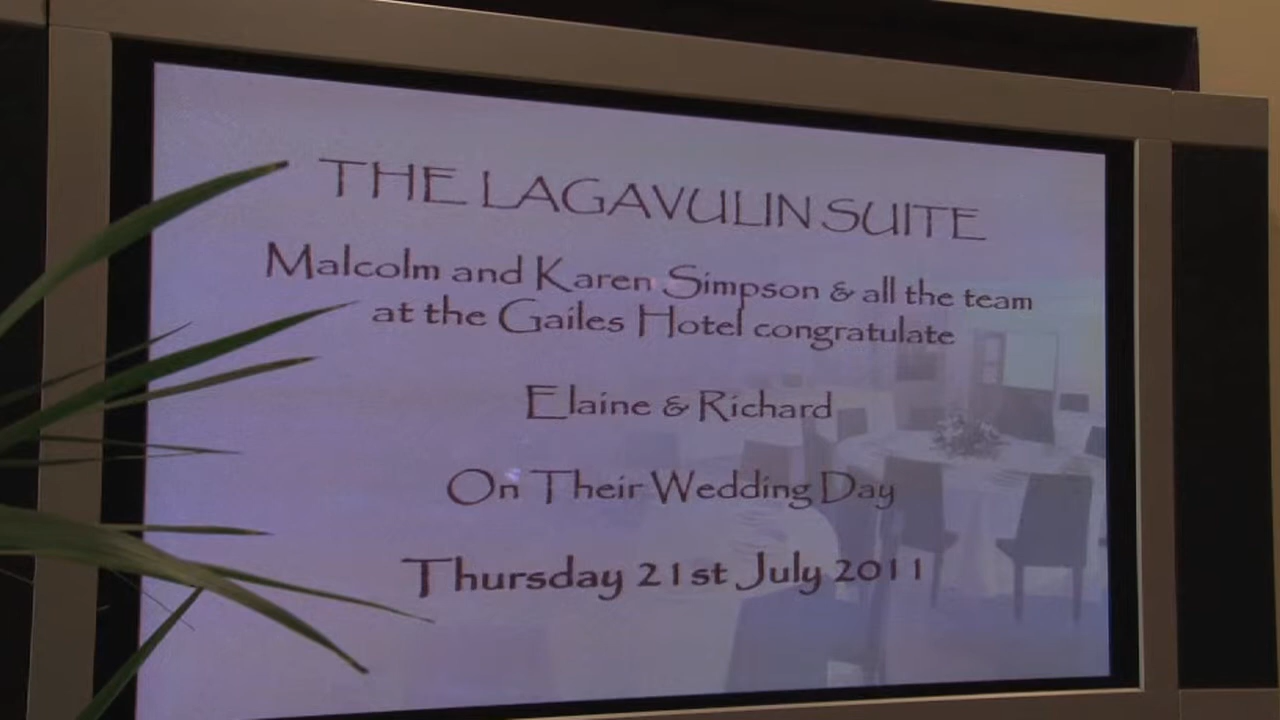 THE LAGAVULIN SUITE
Malcolm and Karen Simpson & all the team
at the Gailes Hotel congratulate
Elaine & Richard
On Their Wedding Day
Thursday 21st July 2011